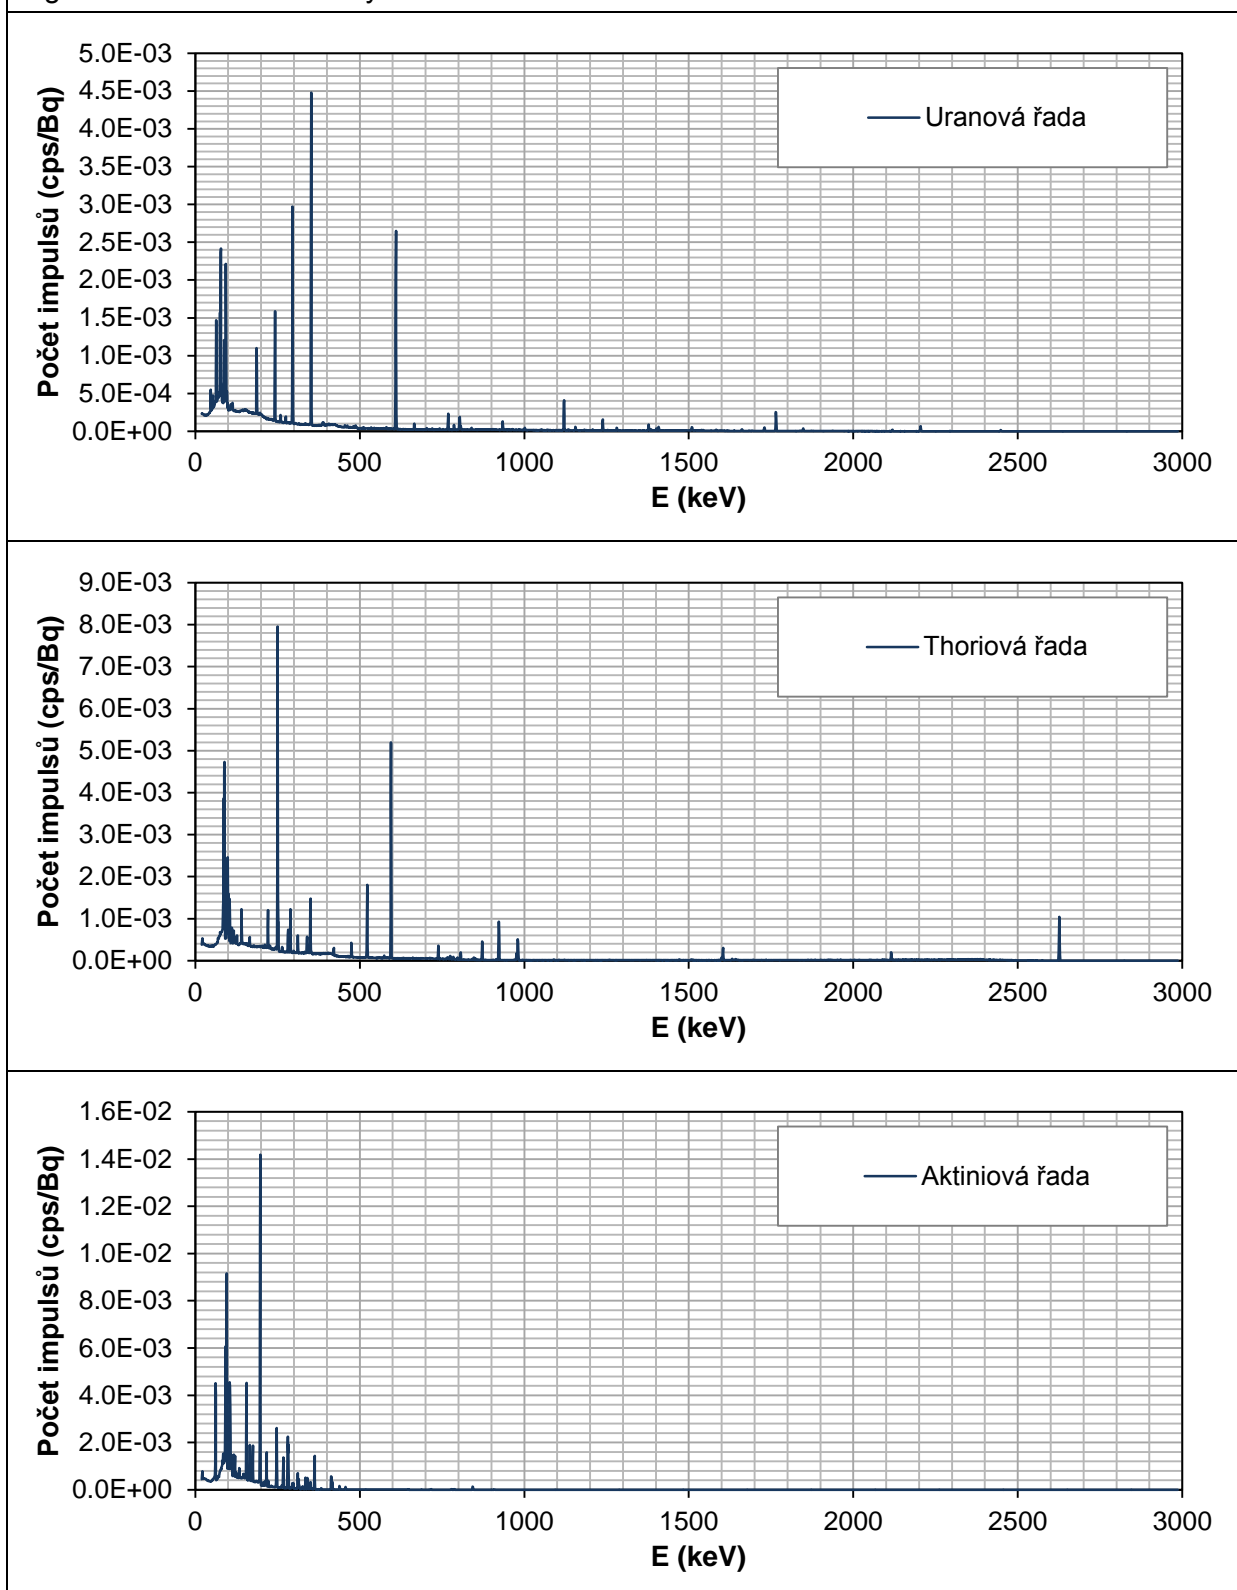 5.0E-03
4.5E-03
4.0E-03
3.5E-03
3.0E-03
2.5E-03
2.0E-03
1.5E-03
1.0E-03
5.0E-04
0.0E+00
Počet impulsů (cps/Bq)
Uranová řada
0 500 1000 1500 2000 2500 3000
E (keV)
9.0E-03
8.0E-03
7.0E-03
6.0E-03
5.0E-03
4.0E-03
3.0E-03
2.0E-03
1.0E-03
0.0E+00
Počet impulsů (cps/Bq)
Thoriová řada
0 500 1000 1500 2000 2500 3000
E (keV)
1.6E-02
1.4E-02
1.2E-02
1.0E-02
8.0E-03
6.0E-03
4.0E-03
2.0E-03
0.0E+00
Počet impulsů (cps/Bq)
Aktiniová řada
0 500 1000 1500 2000 2500 3000
E (keV)